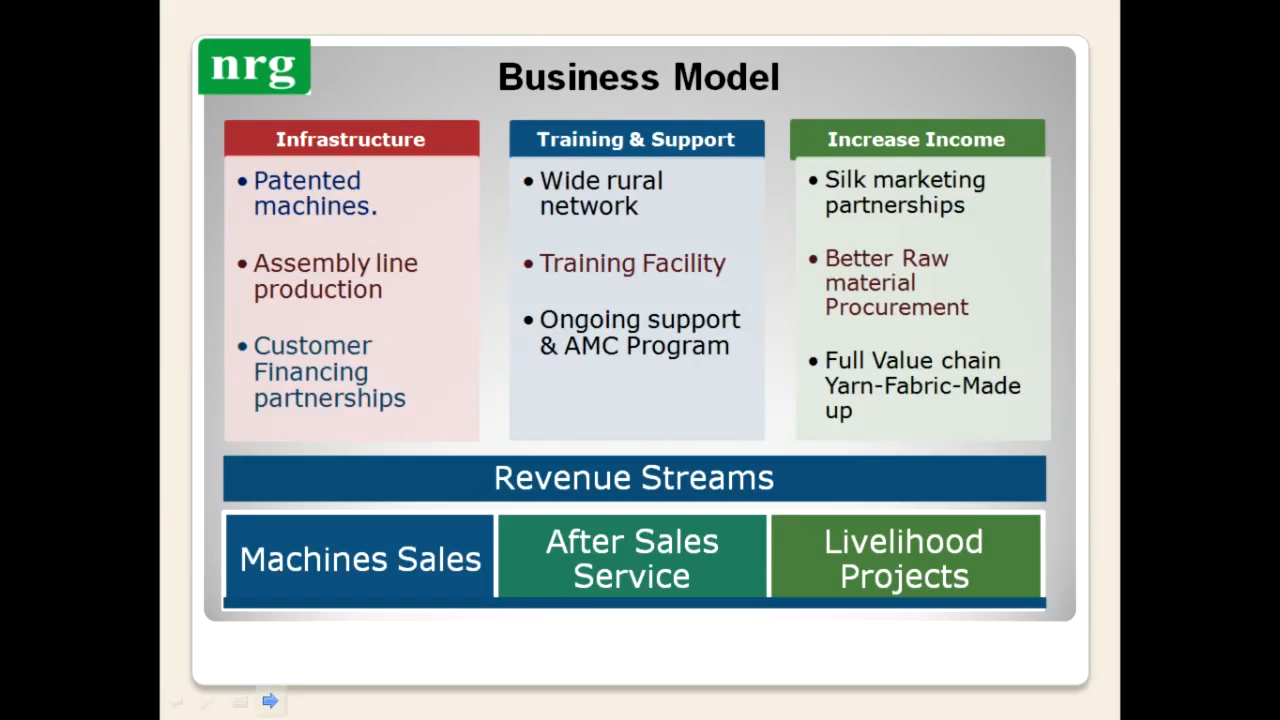 nrg
Business Model
Infrastructure
• Patented
machines.
• Assembly line
production
• Customer
Financing
partnerships
Training & Support
• Wide rural
network
• Training Facility
• Ongoing support
& AMC Program
Increase Income
• Silk marketing
partnerships
• Better Raw
material
Procurement
• Full Value chain
Yarn-Fabric-Made
up
Revenue Streams
Machines Sales
After Sales
Service
Livelihood
Projects